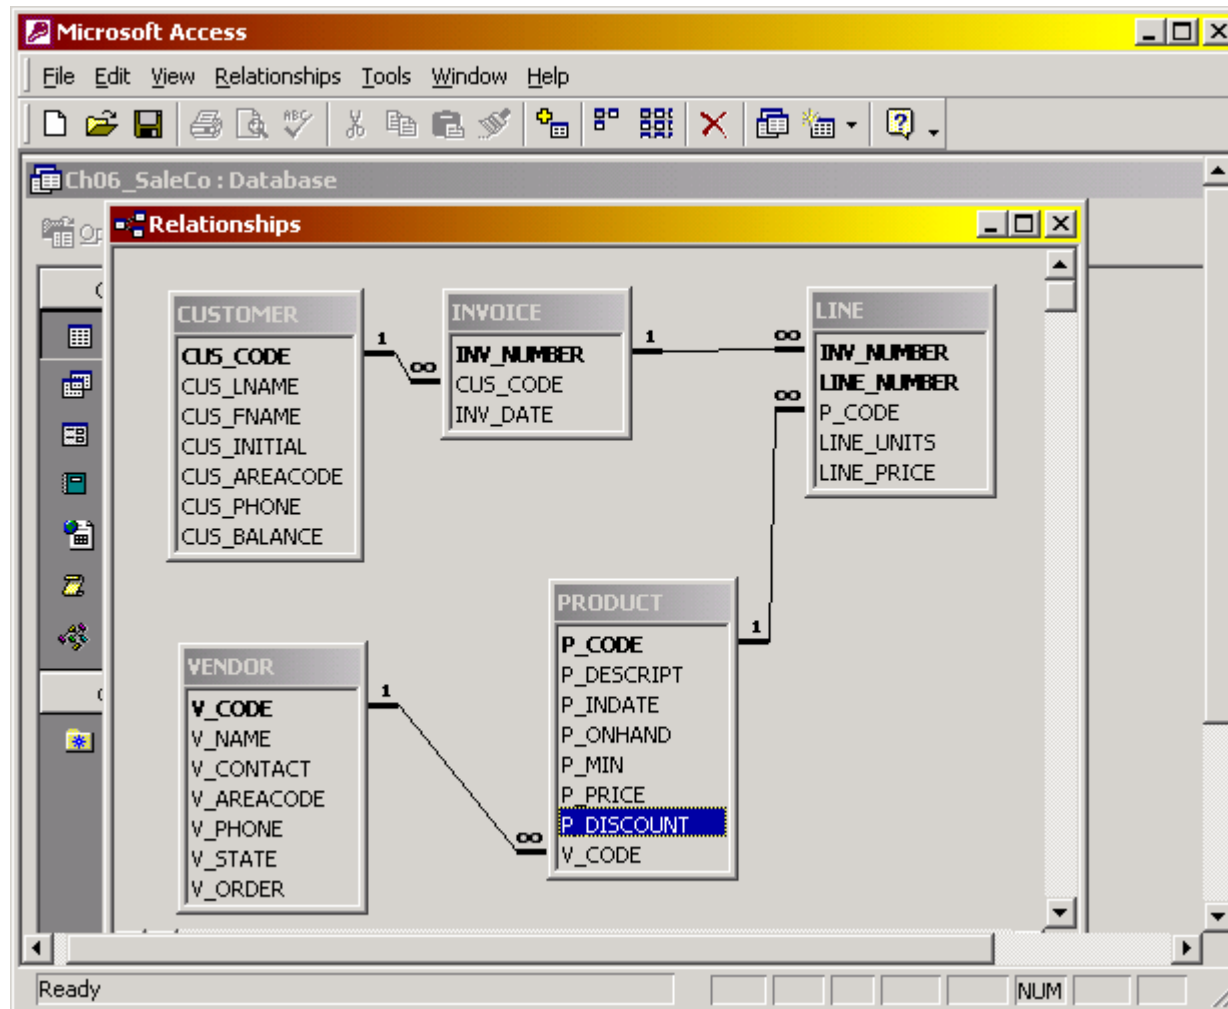 Microsoft Access
File Edit View Relationships Tools Window Help
ABC
Ch06_SaleCo : Database
Relationships
CUSTOMER
CUS_CODE
CUS_LNAME
CUS_FNAME
CUS_INITIAL
CUS_AREACODE
CUS_PHONE
CUS_BALANCE
1
∞
INVOICE
INV_NUMBER
CUS_CODE
INV_DATE
1
∞
LINE
INV_NUMBER
LINE_NUMBER
P_CODE
LINE_UNITS
LINE_PRICE
∞
1
PRODUCT
P_CODE
P_DESCRIPT
P_INDATE
P_ONHAND
P_MIN
P_PRICE
P_DISCOUNT
V_CODE
VENDOR
V_CODE
V_NAME
V_CONTACT
V_AREACODE
V_PHONE
V_STATE
V_ORDER
1
∞
Ready
NUM